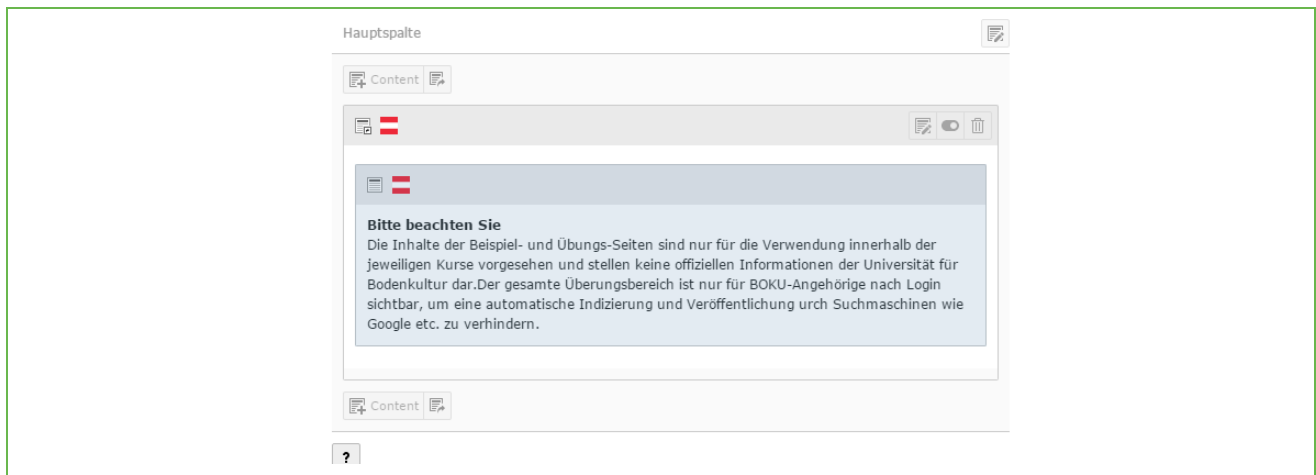 Hauptspalte
Content
Bitte beachten Sie
Die Inhalte der Beispiel- und Übungs-Seiten sind nur für die Verwendung innerhalb der
jeweiligen Kurse vorgesehen und stellen keine offiziellen Informationen der Universität für
Bodenkultur dar.Der gesamte Überungsbereich ist nur für BOKU-Angehörige nach Login
sichtbar, um eine automatische Indizierung und Veröffentlichung urch Suchmaschinen wie
Google etc. zu verhindern.
Content
?